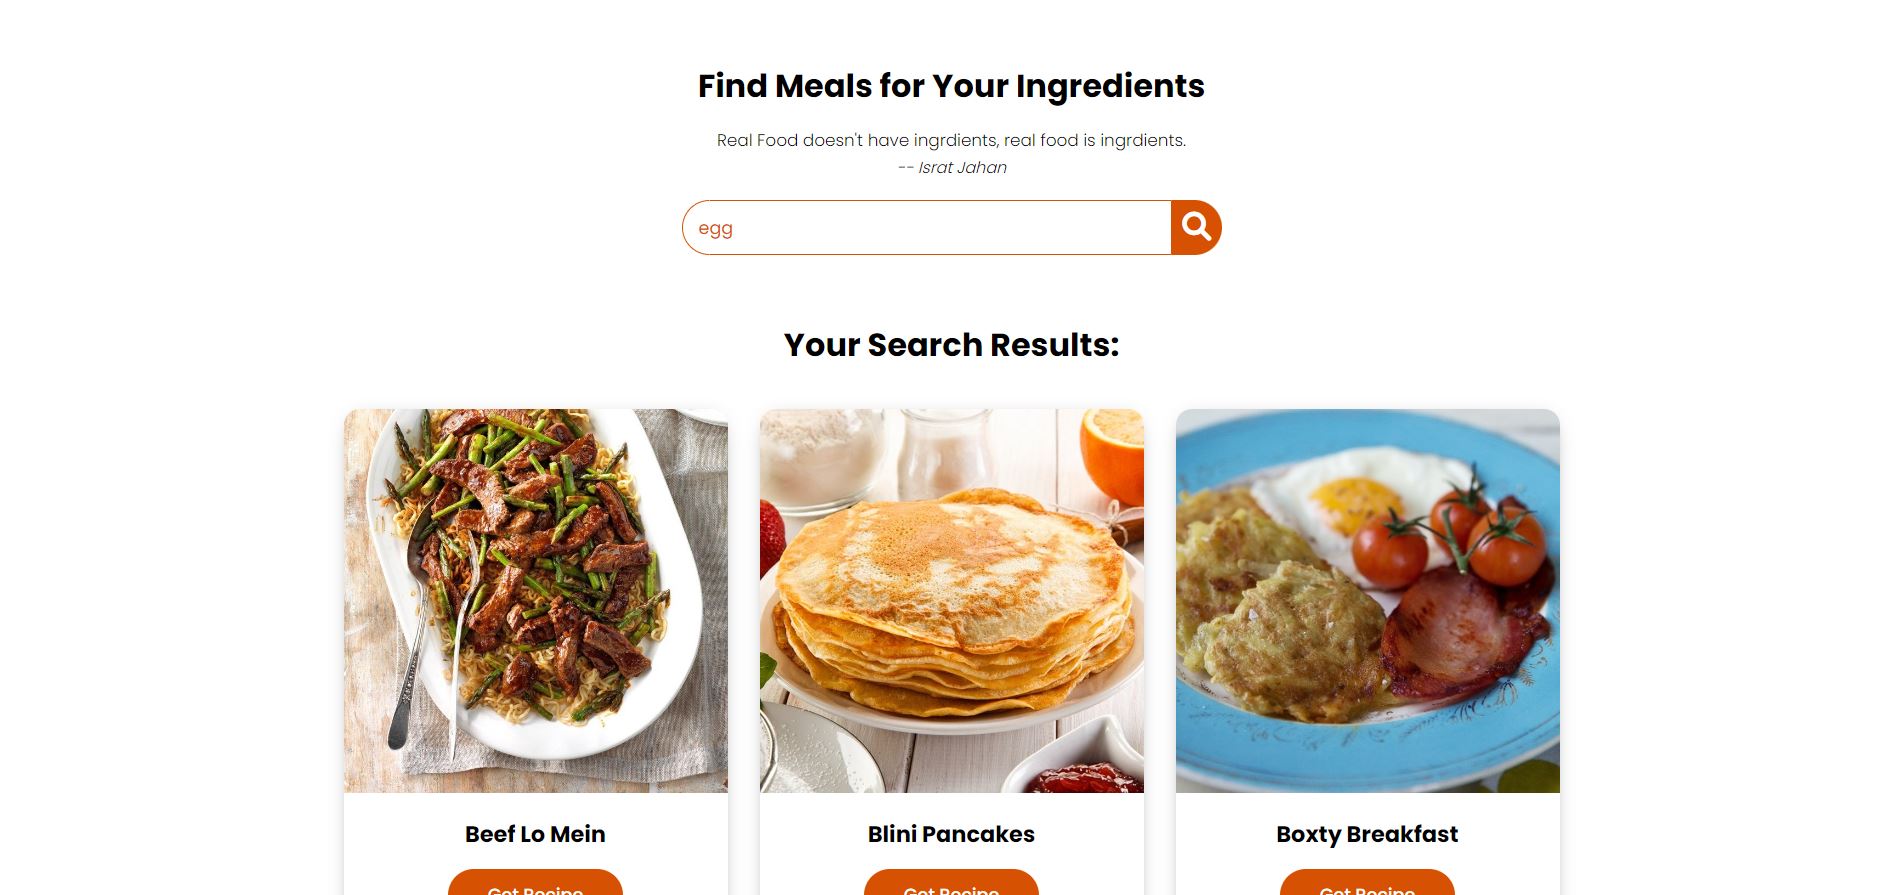 Find Meals for Your Ingredients
Real Food doesn't have ingrdients, real food is ingrdients.
-- Israt Jahan
egg
Your Search Results:
Beef Lo Mein
Blini Pancakes
Boxty Breakfast
Get Recipe
Get Recipe
Get Recipe